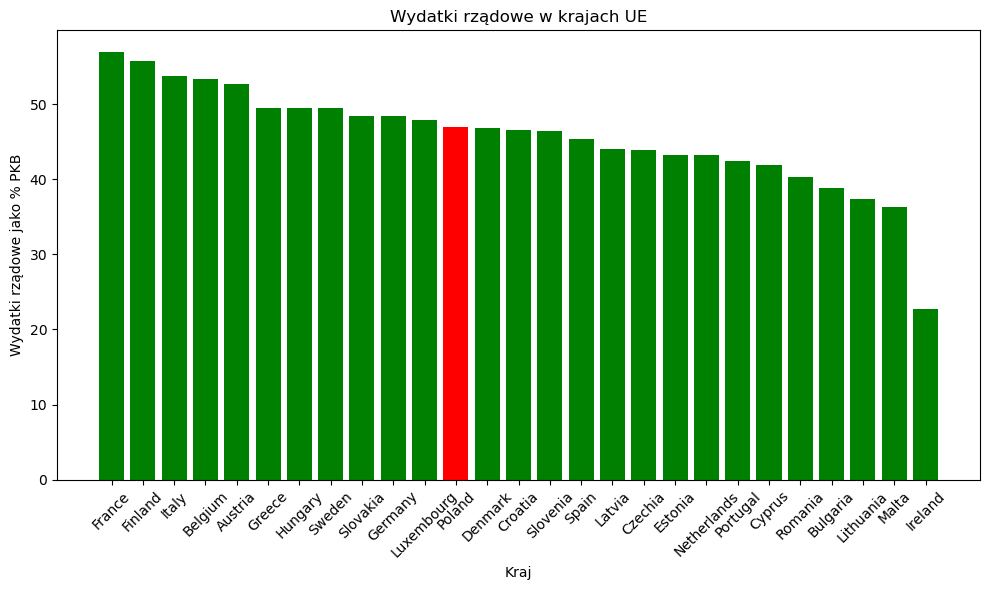 Wydatki rządowe w krajach UE
Wydatki rządowe jako % PKB
50
40
30
20
10
0
France
Finland
Italy
Belgium
Austria
Greece
Hungary
Sweden
Slovakia
Germany
Luxembourg
Poland
Denmark
Croatia
Slovenia
Spain
Latvia
Czechia
Estonia
Netherlands
Portugal
Cyprus
Romania
Bulgaria
Lithuania
Malta
Ireland
Kraj